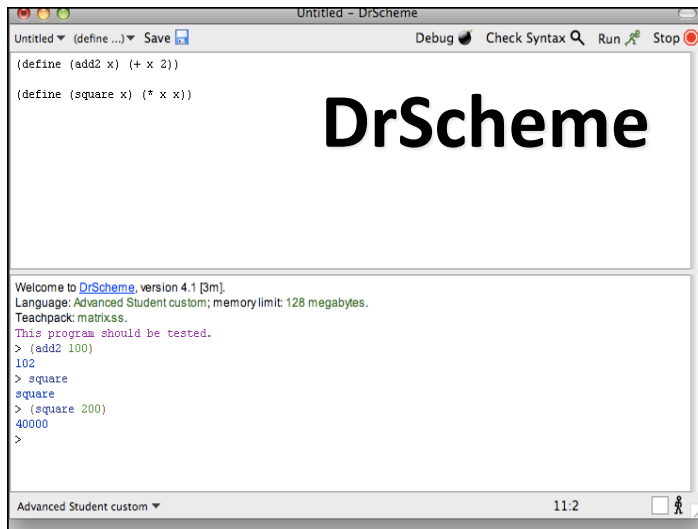 Untitled - DrScheme
Untitled (define ...) Save Debug Check Syntax Run Stop
(define (add2 x) (+ x 2))
(define (square x) (* x x))
DrScheme
Welcome to DrScheme, version 4.1 [3m].
Language: Advanced Student custom; memory limit: 128 megabytes.
Teachpack: matrix.ss.
This program should be tested.
> (add2 100)
102
> square
square
> (square 200)
40000
>
Advanced Student custom 11:2